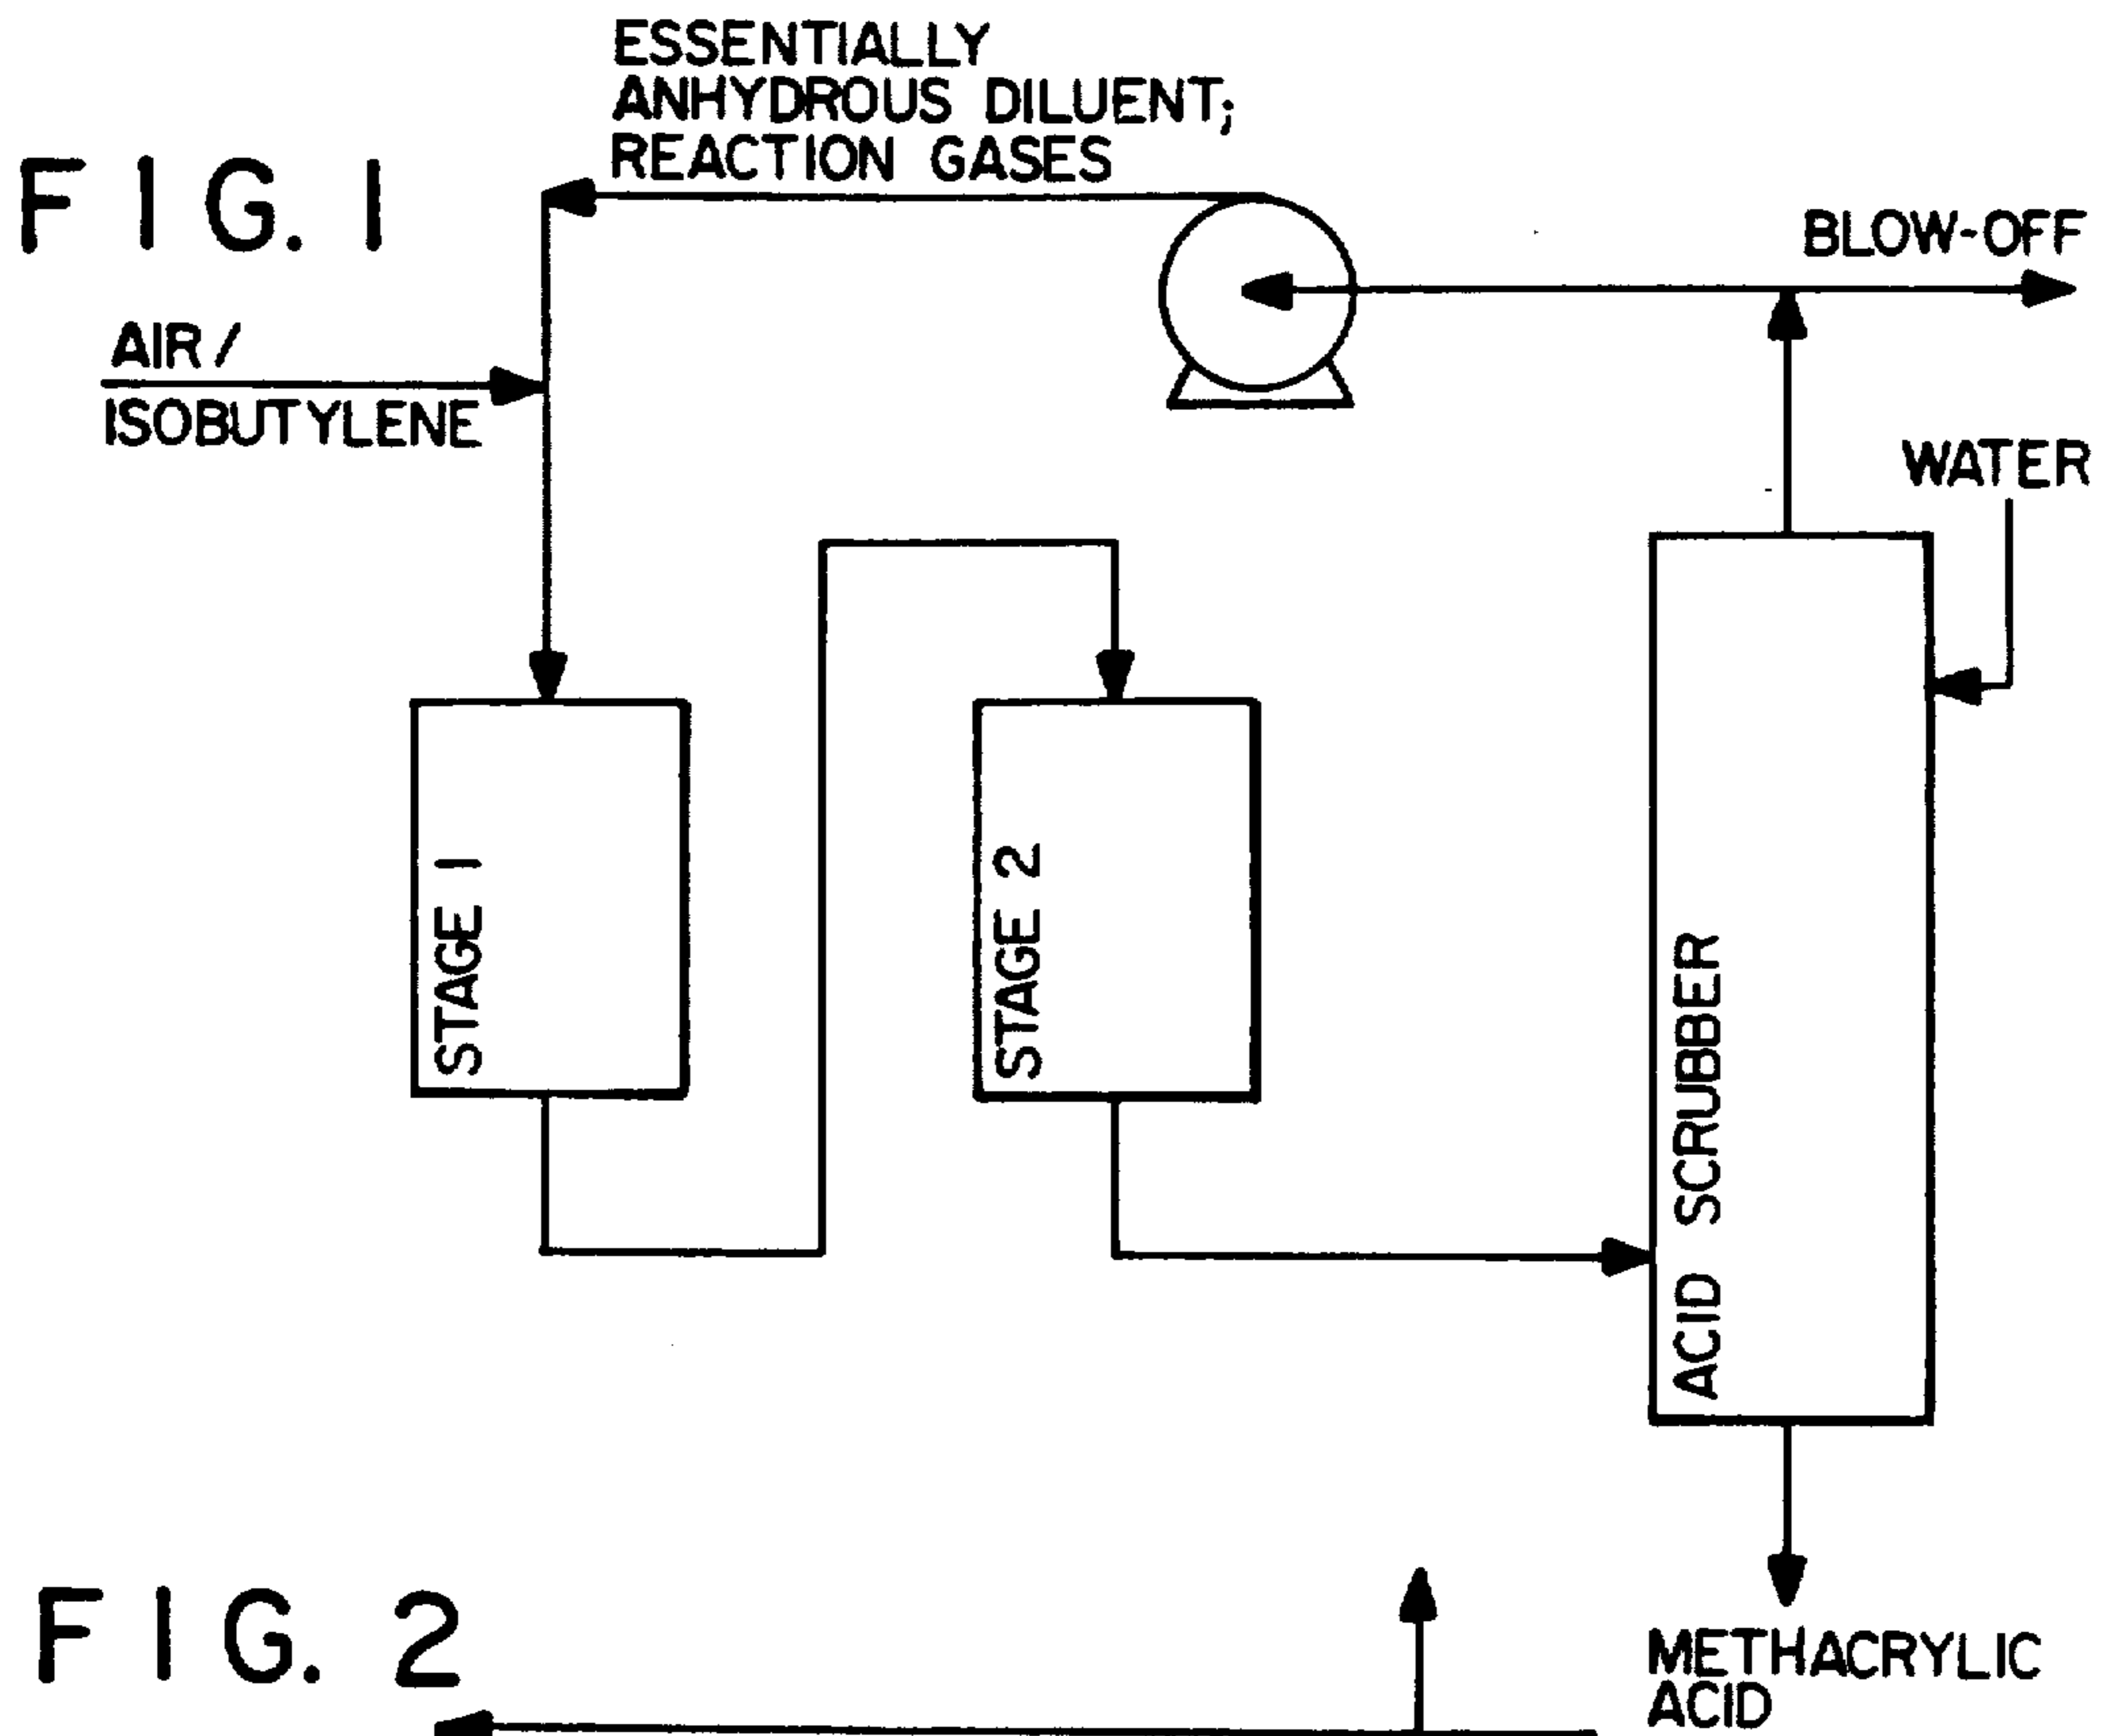 ESSENTIALLY
ANHYDROUS DILUENT;
REACTION GASES
FIG. 1
BLOW-OFF
AIR/
ISOBUTYLENE
WATER
STAGE 1
STAGE 2
ACID SCRUBBER
FIG. 2
METHACRYLIC
ACID